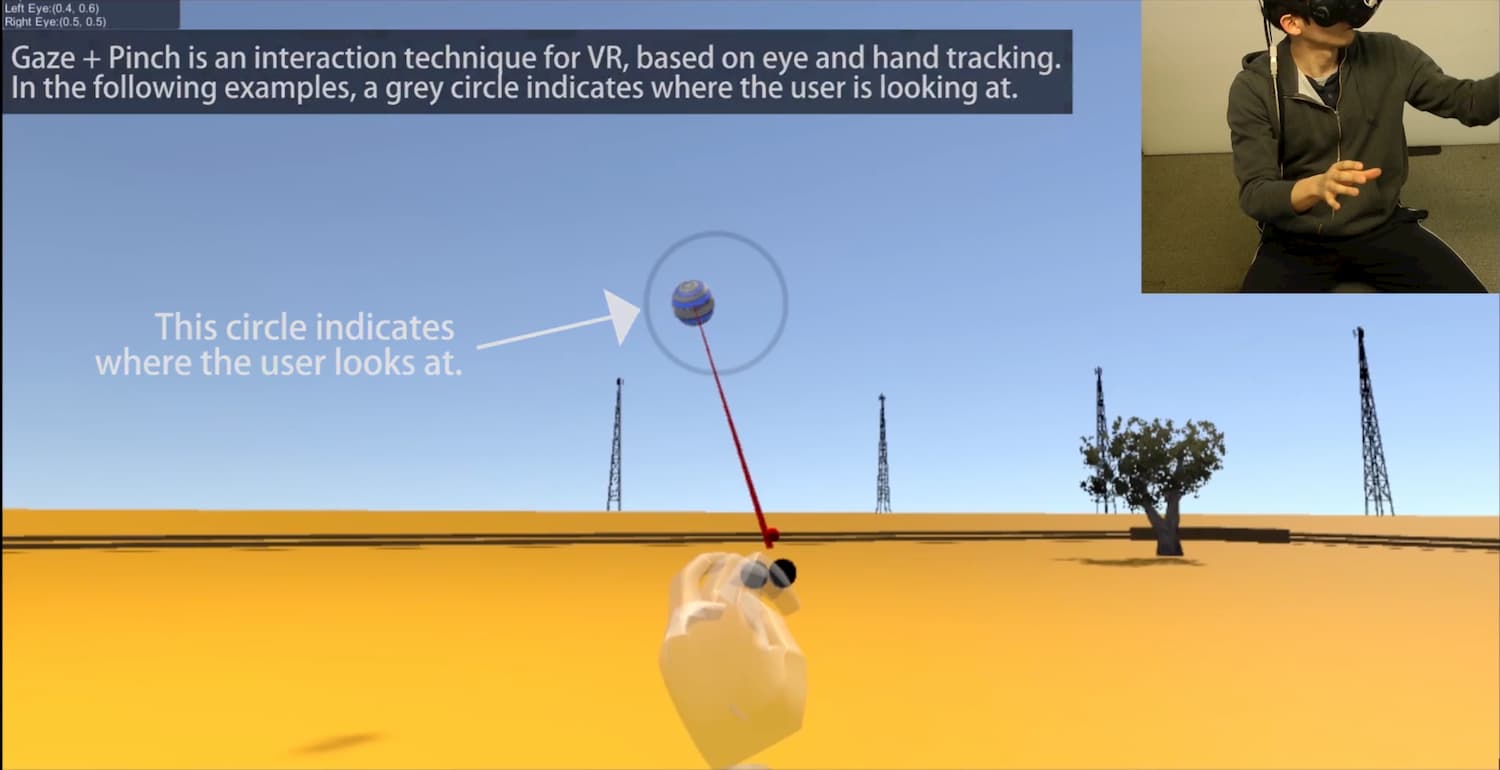 Left Eye:(0.4, 0.6)
Right Eye:(0.5, 0.5)
Gaze + Pinch is an interaction technique for VR, based on eye and hand tracking.
In the following examples, a grey circle indicates where the user is looking at.
This circle indicates
where the user looks at.